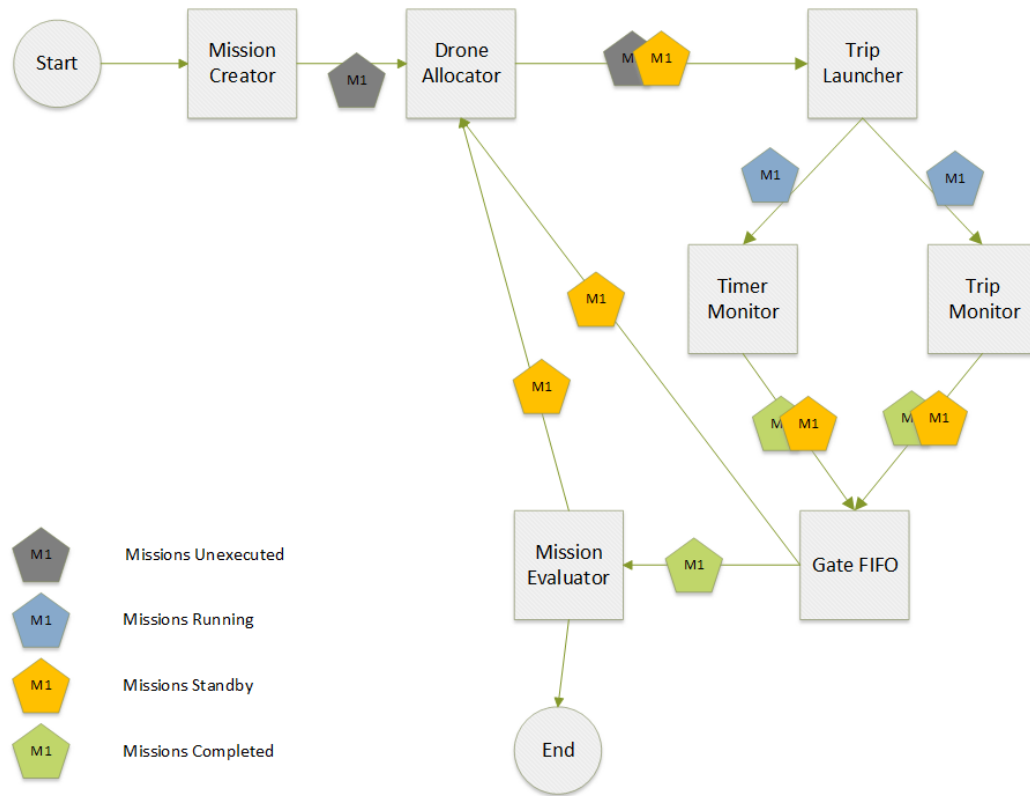 Start
Mission
Creator
M1
Drone
Allocator
M
M1
Trip
Launcher
M1
M1
Timer
Monitor
Trip
Monitor
M1
M1
M
M1
M
M1
Mission
Evaluator
M1
Gate FIFO
End
M1
Missions Unexecuted
M1
Missions Running
M1
Missions Standby
M1
Missions Completed